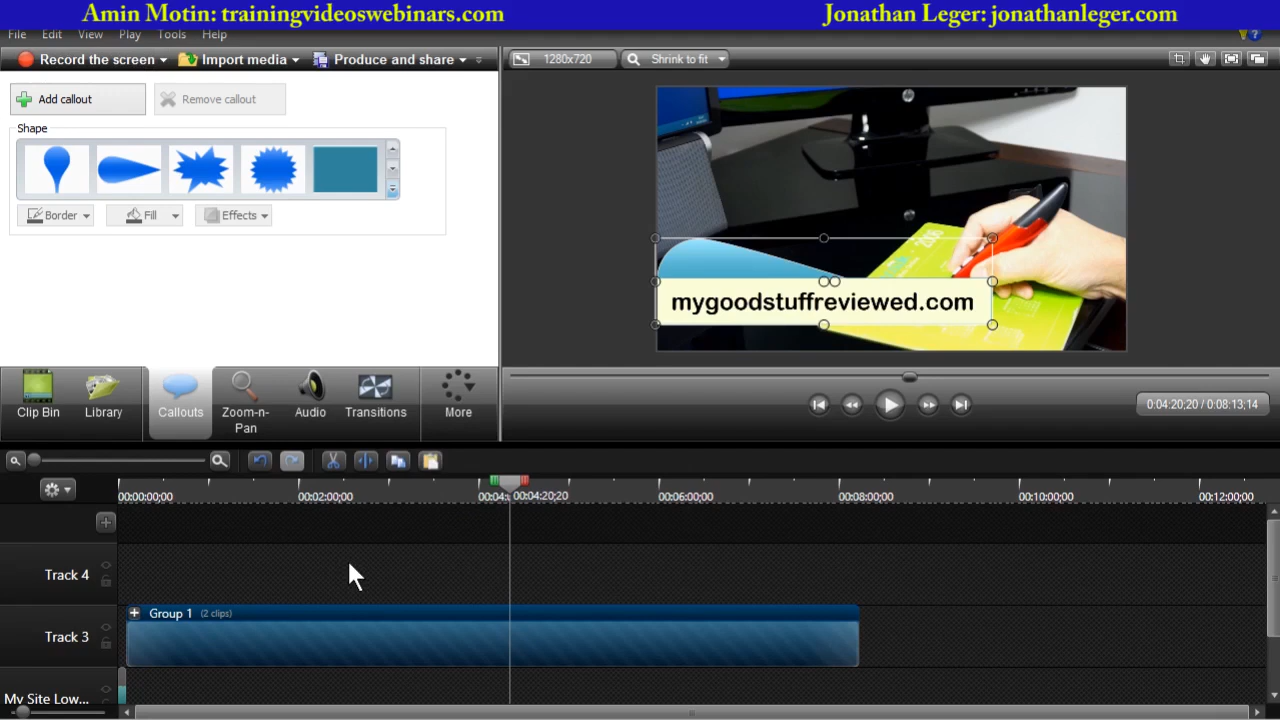 Amin Motin: trainingvideoswebinars.com
Jonathan Leger: jonathanleger.com
File Edit View Play Tools Help
Record the screen Import media Produce and share
1280x720 Shrink to fit
Add callout Remove callout
Shape
Border Fill Effects
2006
mygoodstuffreviewed.com
Clip Bin Library Callouts Zoom-n-Pan Audio Transitions More
0:04:20;20 / 0:08:13;14
00:00:00;00 00:02:00;00 00:04: 00:04:20;20 00:06:00;00 00:08:00;00 00:10:00;00 00:12:00;00
Track 4
Group 1 (2 clips)
Track 3
My Site Low...